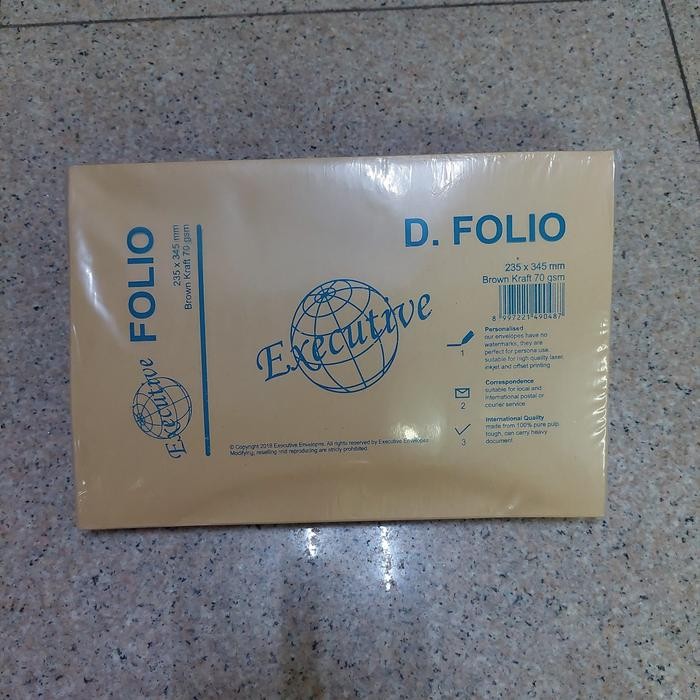 FOLIO
235 x 345 mm
Brown Kraft 70 gsm
Executive
D. FOLIO
235 x 345 mm
Brown Kraft 70 gsm
8 997221 490487
Executive
Personalised
our envelopes have no
watermarks, they are
perfect for persona use.
suitable for high quality laser,
inkjet and offset printing
1
Correspondence
suitable for local and
international postal or
courier service
2
International Quality
made from 100% pure pulp.
tough, can carry heavy
document
3
© Copyright 2018 Executive Envelopes. All rights reserved by Executive Envelopes
Modifying, reselling and reproducing are strictly prohibited.